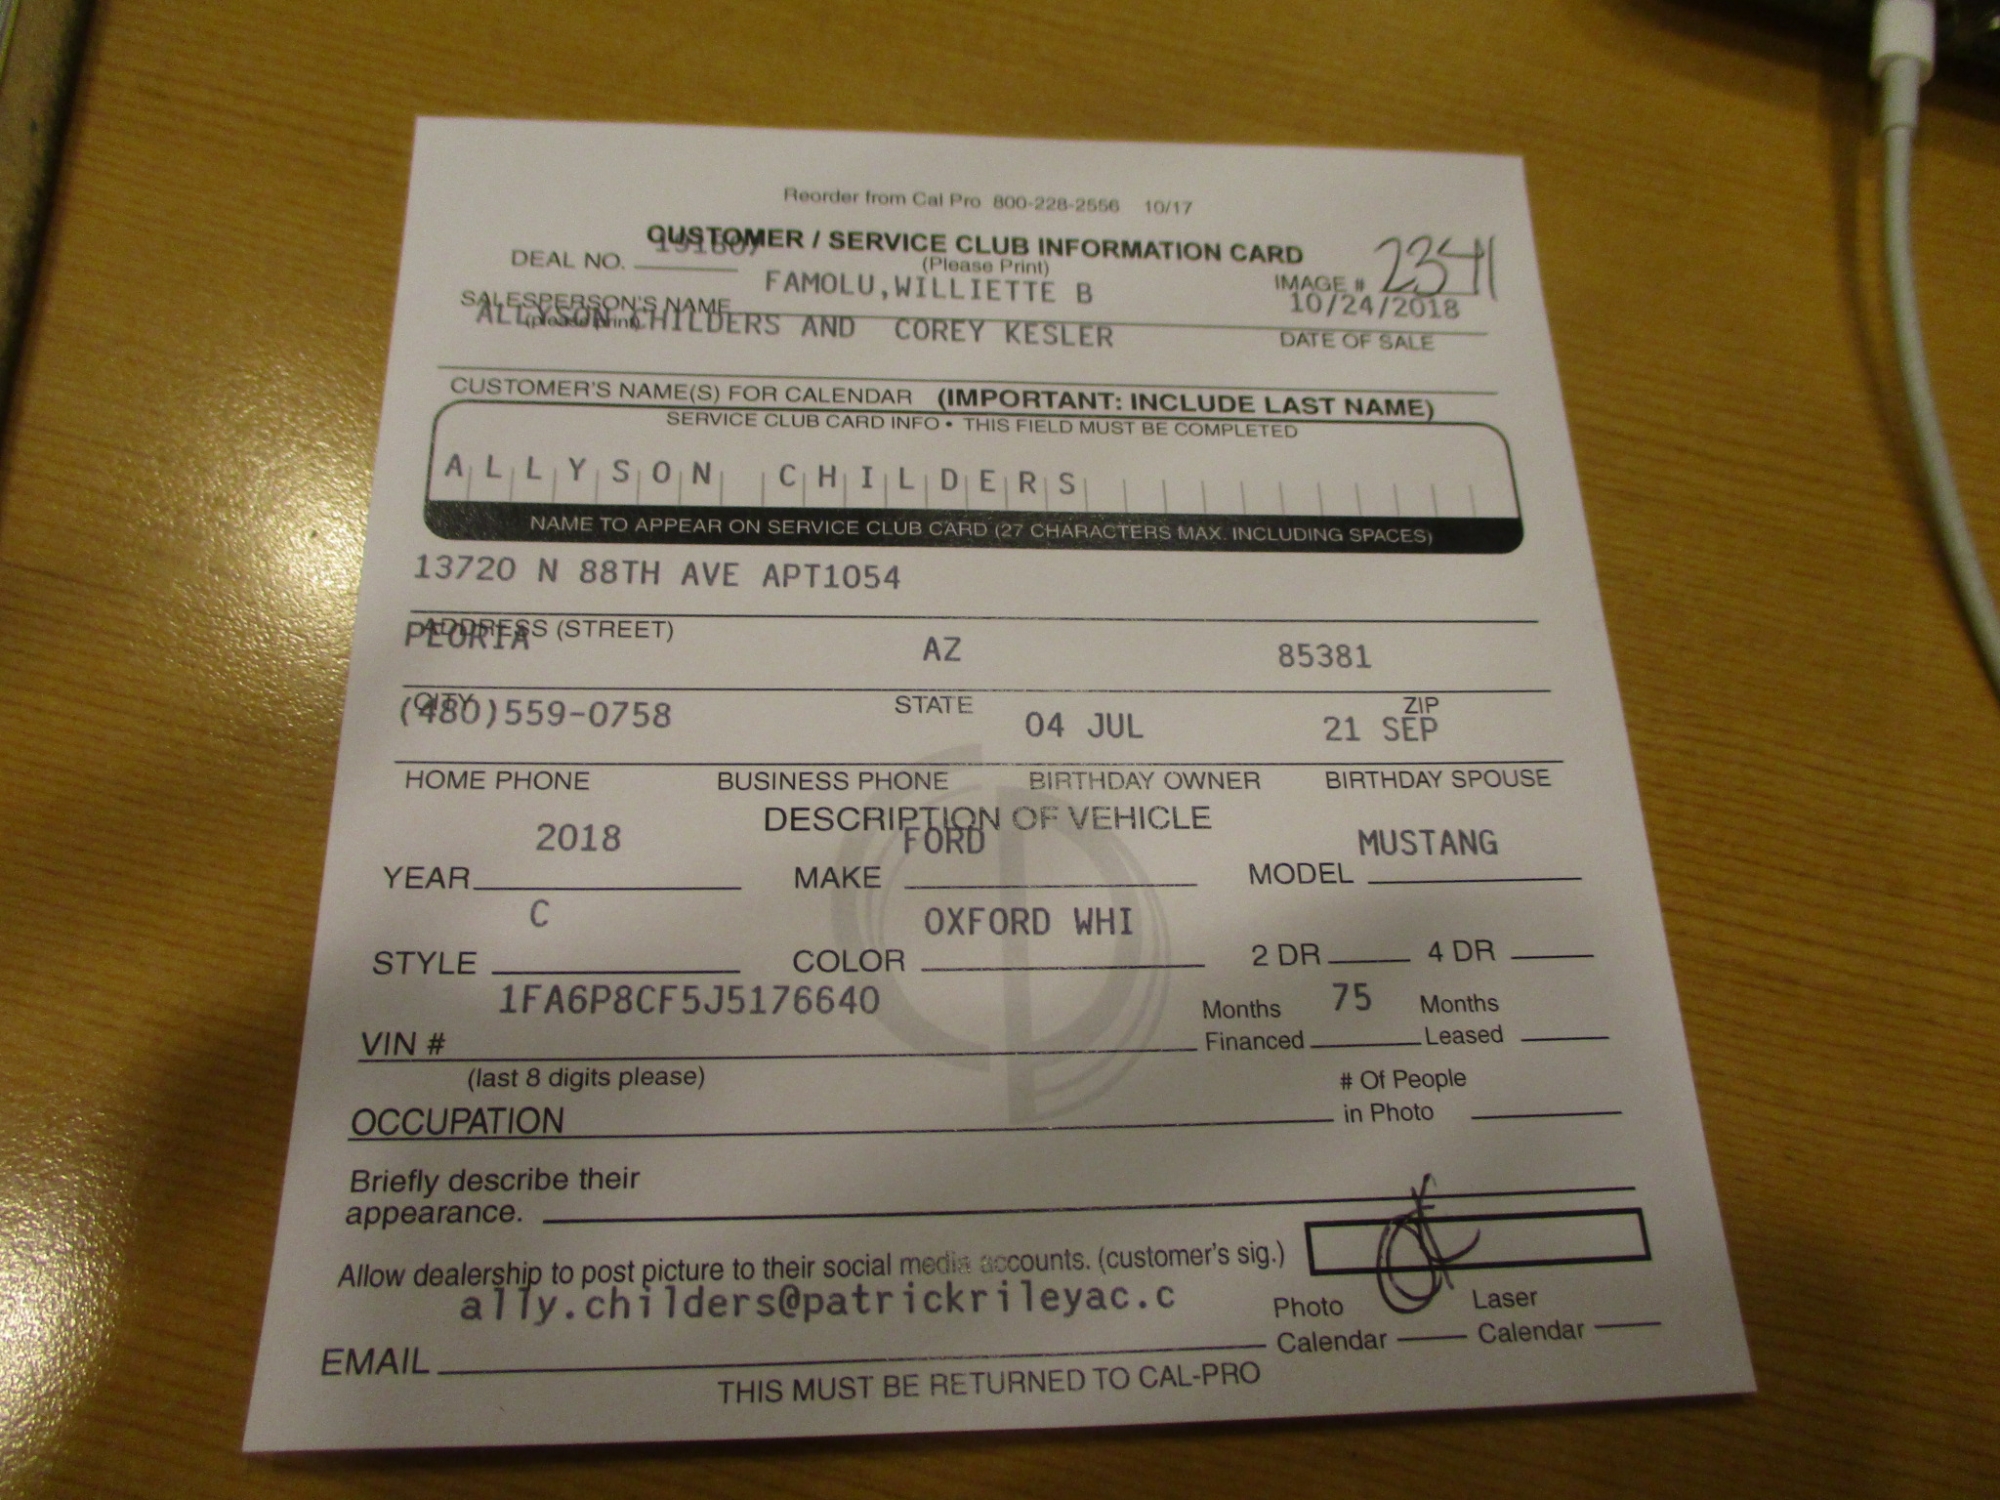 Reorder from Cal Pro 800-228-2556 10/17
CUSTOMER / SERVICE CLUB INFORMATION CARD
(Please Print)
DEAL NO.
IMAGE # 2341
FAMOLU,WILLIETTE B
10/24/2018
SALESPERSON'S NAME
(please print)
DATE OF SALE
ALLYSON CHILDERS AND COREY KESLER
CUSTOMER'S NAME(S) FOR CALENDAR (IMPORTANT: INCLUDE LAST NAME)
SERVICE CLUB CARD INFO • THIS FIELD MUST BE COMPLETED
ALLYSON CHILDERS
NAME TO APPEAR ON SERVICE CLUB CARD (27 CHARACTERS MAX. INCLUDING SPACES)
13720 N 88TH AVE APT1054
ADDRESS (STREET)
PEORIA AZ 85381
CITY STATE ZIP
(480)559-0758 04 JUL 21 SEP
HOME PHONE BUSINESS PHONE BIRTHDAY OWNER BIRTHDAY SPOUSE
DESCRIPTION OF VEHICLE
2018 FORD MUSTANG
YEAR MAKE MODEL
C OXFORD WHI
STYLE COLOR 2 DR 4 DR
1FA6P8CF5J5176640 Months 75 Months
VIN # Financed Leased
(last 8 digits please) # Of People
OCCUPATION in Photo
Briefly describe their
appearance.
Allow dealership to post picture to their social media accounts. (customer's sig.)
ally.childers@patrickrileyac.c Photo Laser
EMAIL Calendar Calendar
THIS MUST BE RETURNED TO CAL-PRO